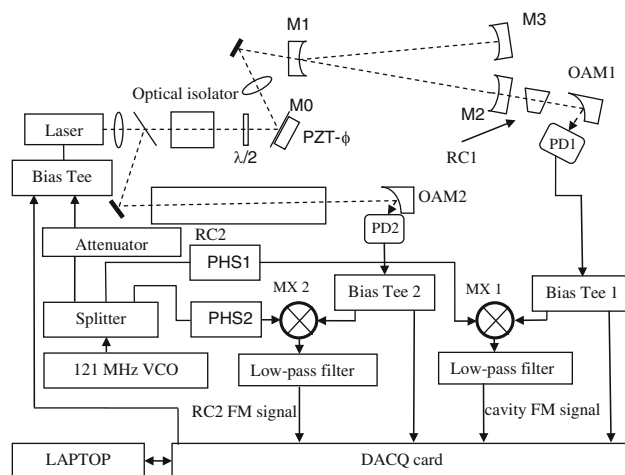 M1
M3
OAM1
Optical isolator
M0
M2
Laser
PZT-ϕ
PD1
λ/2
RC1
Bias Tee
OAM2
PD2
Attenuator
RC2
PHS1
MX 2
Bias Tee 2
MX 1
Bias Tee 1
Splitter
PHS2
121 MHz VCO
Low-pass filter
Low-pass filter
RC2 FM signal
cavity FM signal
LAPTOP
DACQ card